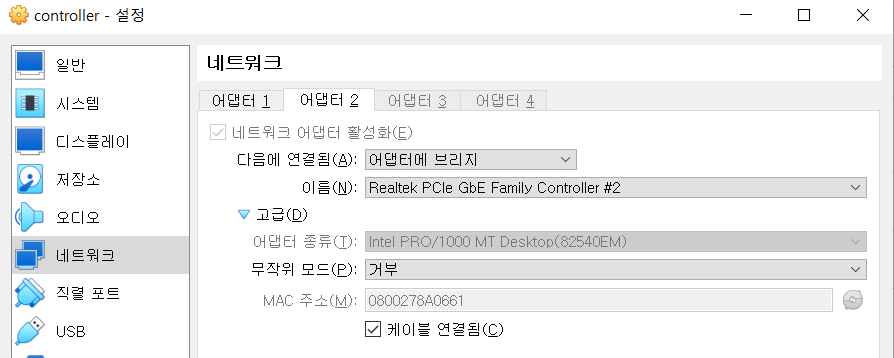 controller - 설정
일반
시스템
디스플레이
저장소
오디오
네트워크
직렬 포트
USB
네트워크
어댑터 1 어댑터 2 어댑터 3 어댑터 4
네트워크 어댑터 활성화(E)
다음에 연결됨(A): 어댑터에 브리지
이름(N): Realtek PCIe GbE Family Controller #2
고급(D)
어댑터 종류(T): Intel PRO/1000 MT Desktop(82540EM)
무작위 모드(P): 거부
MAC 주소(M): 0800278A0661
케이블 연결됨(C)